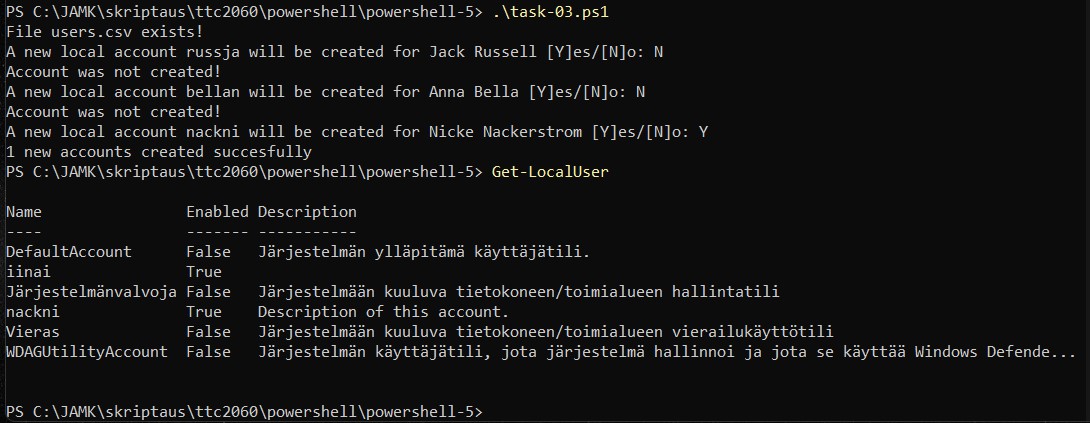 PS C:\JAMK\skriptaus\ttc2060\powershell\powershell-5> .\task-03.ps1
File users.csv exists!
A new local account russja will be created for Jack Russell [Y]es/[N]o: N
Account was not created!
A new local account bellan will be created for Anna Bella [Y]es/[N]o: N
Account was not created!
A new local account nackni will be created for Nicke Nackerstrom [Y]es/[N]o: Y
1 new accounts created succesfully
PS C:\JAMK\skriptaus\ttc2060\powershell\powershell-5> Get-LocalUser
Name Enabled Description
---- ------- -----------
DefaultAccount False Järjestelmän ylläpitämä käyttäjätili.
iinai True
Järjestelmänvalvoja False Järjestelmään kuuluva tietokoneen/toimialueen hallintatili
nackni True Description of this account.
Vieras False Järjestelmään kuuluva tietokoneen/toimialueen vierailukäyttötili
WDAGUtilityAccount False Järjestelmän käyttäjätili, jota järjestelmä hallinnoi ja jota se käyttää Windows Defende...
PS C:\JAMK\skriptaus\ttc2060\powershell\powershell-5>